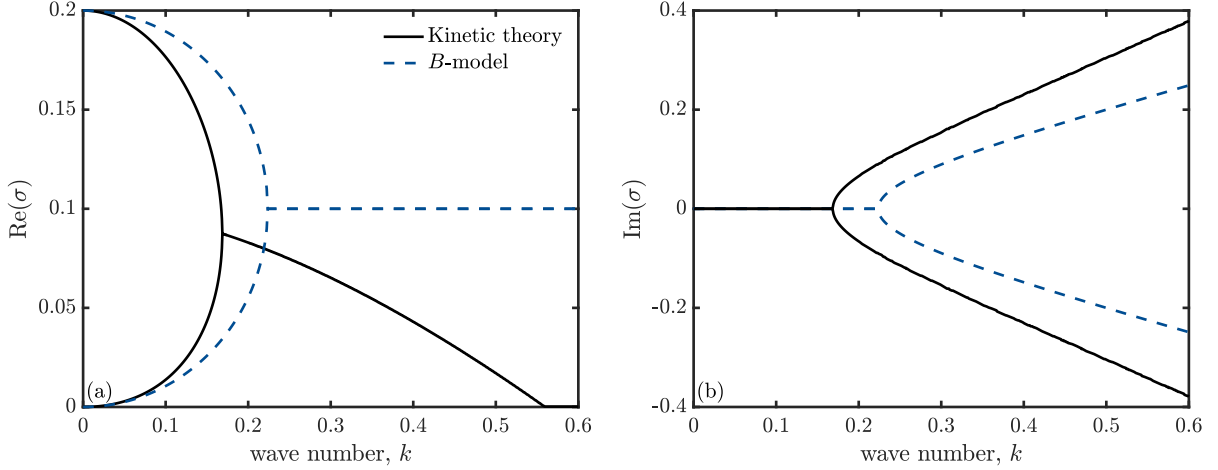 0.2
0.15
0.1
0.05
0
Re(σ)
Kinetic theory
B-model
(a)
0 0.1 0.2 0.3 0.4 0.5 0.6
wave number, k
0.4
0.2
0
-0.2
-0.4
Im(σ)
(b)
0 0.1 0.2 0.3 0.4 0.5 0.6
wave number, k